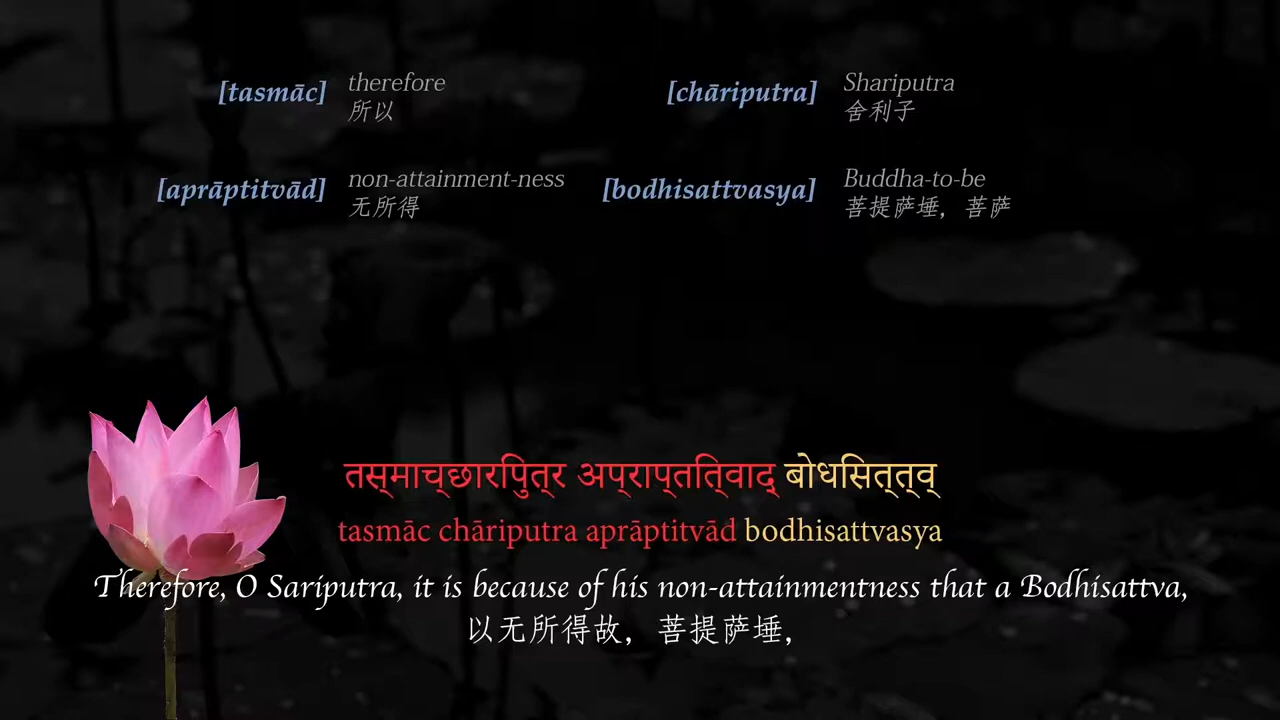 [tasmāc] therefore [chāriputra] Shariputra
所以 舍利子
[aprāptitvād] non-attainment-ness [bodhisattvasya] Buddha-to-be
无所得 菩提萨埵，菩萨
तस्माच्छारपुित्र अप्राप्तति्वाद् बोधसित्त्व्
tasmāc chāriputra aprāptitvād bodhisattvasya
Therefore, O Sariputra, it is because of his non-attainmentness that a Bodhisattva,
以无所得故，菩提萨埵，